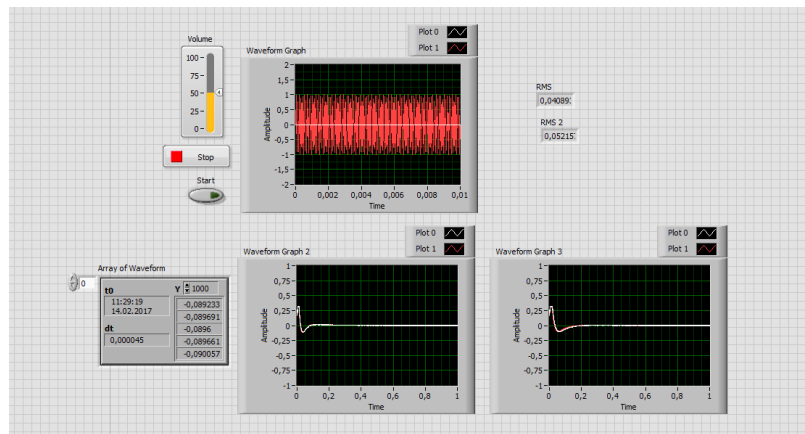 Volume
100
75
50
25
0
Stop
Start
Waveform Graph
Plot 0
Plot 1
2
1,5
1
0,5
0
-0,5
-1
-1,5
-2
Amplitude
0 0,002 0,004 0,006 0,008 0,01
Time
RMS
0,04089
RMS 2
0,05215
Array of Waveform
0
t0
11:29:19
14.02.2017
dt
0,000045
Y 1000
-0,089233
-0,089691
-0,0896
-0,089661
-0,090057
Waveform Graph 2
Plot 0
Plot 1
1
0,75
0,5
0,25
0
-0,25
-0,5
-0,75
-1
Amplitude
0 0,2 0,4 0,6 0,8 1
Time
Waveform Graph 3
Plot 0
Plot 1
1
0,75
0,5
0,25
0
-0,25
-0,5
-0,75
-1
Amplitude
0 0,2 0,4 0,6 0,8 1
Time